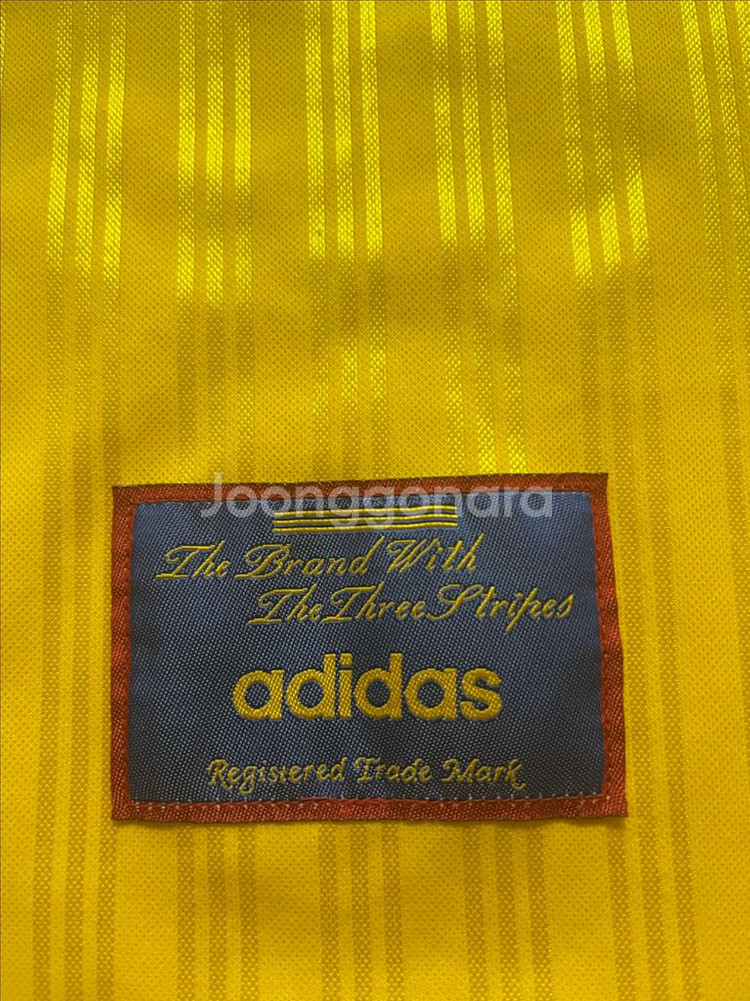 Joonggonara
The Brand With
The Three Stripes
adidas
Registered Trade Mark